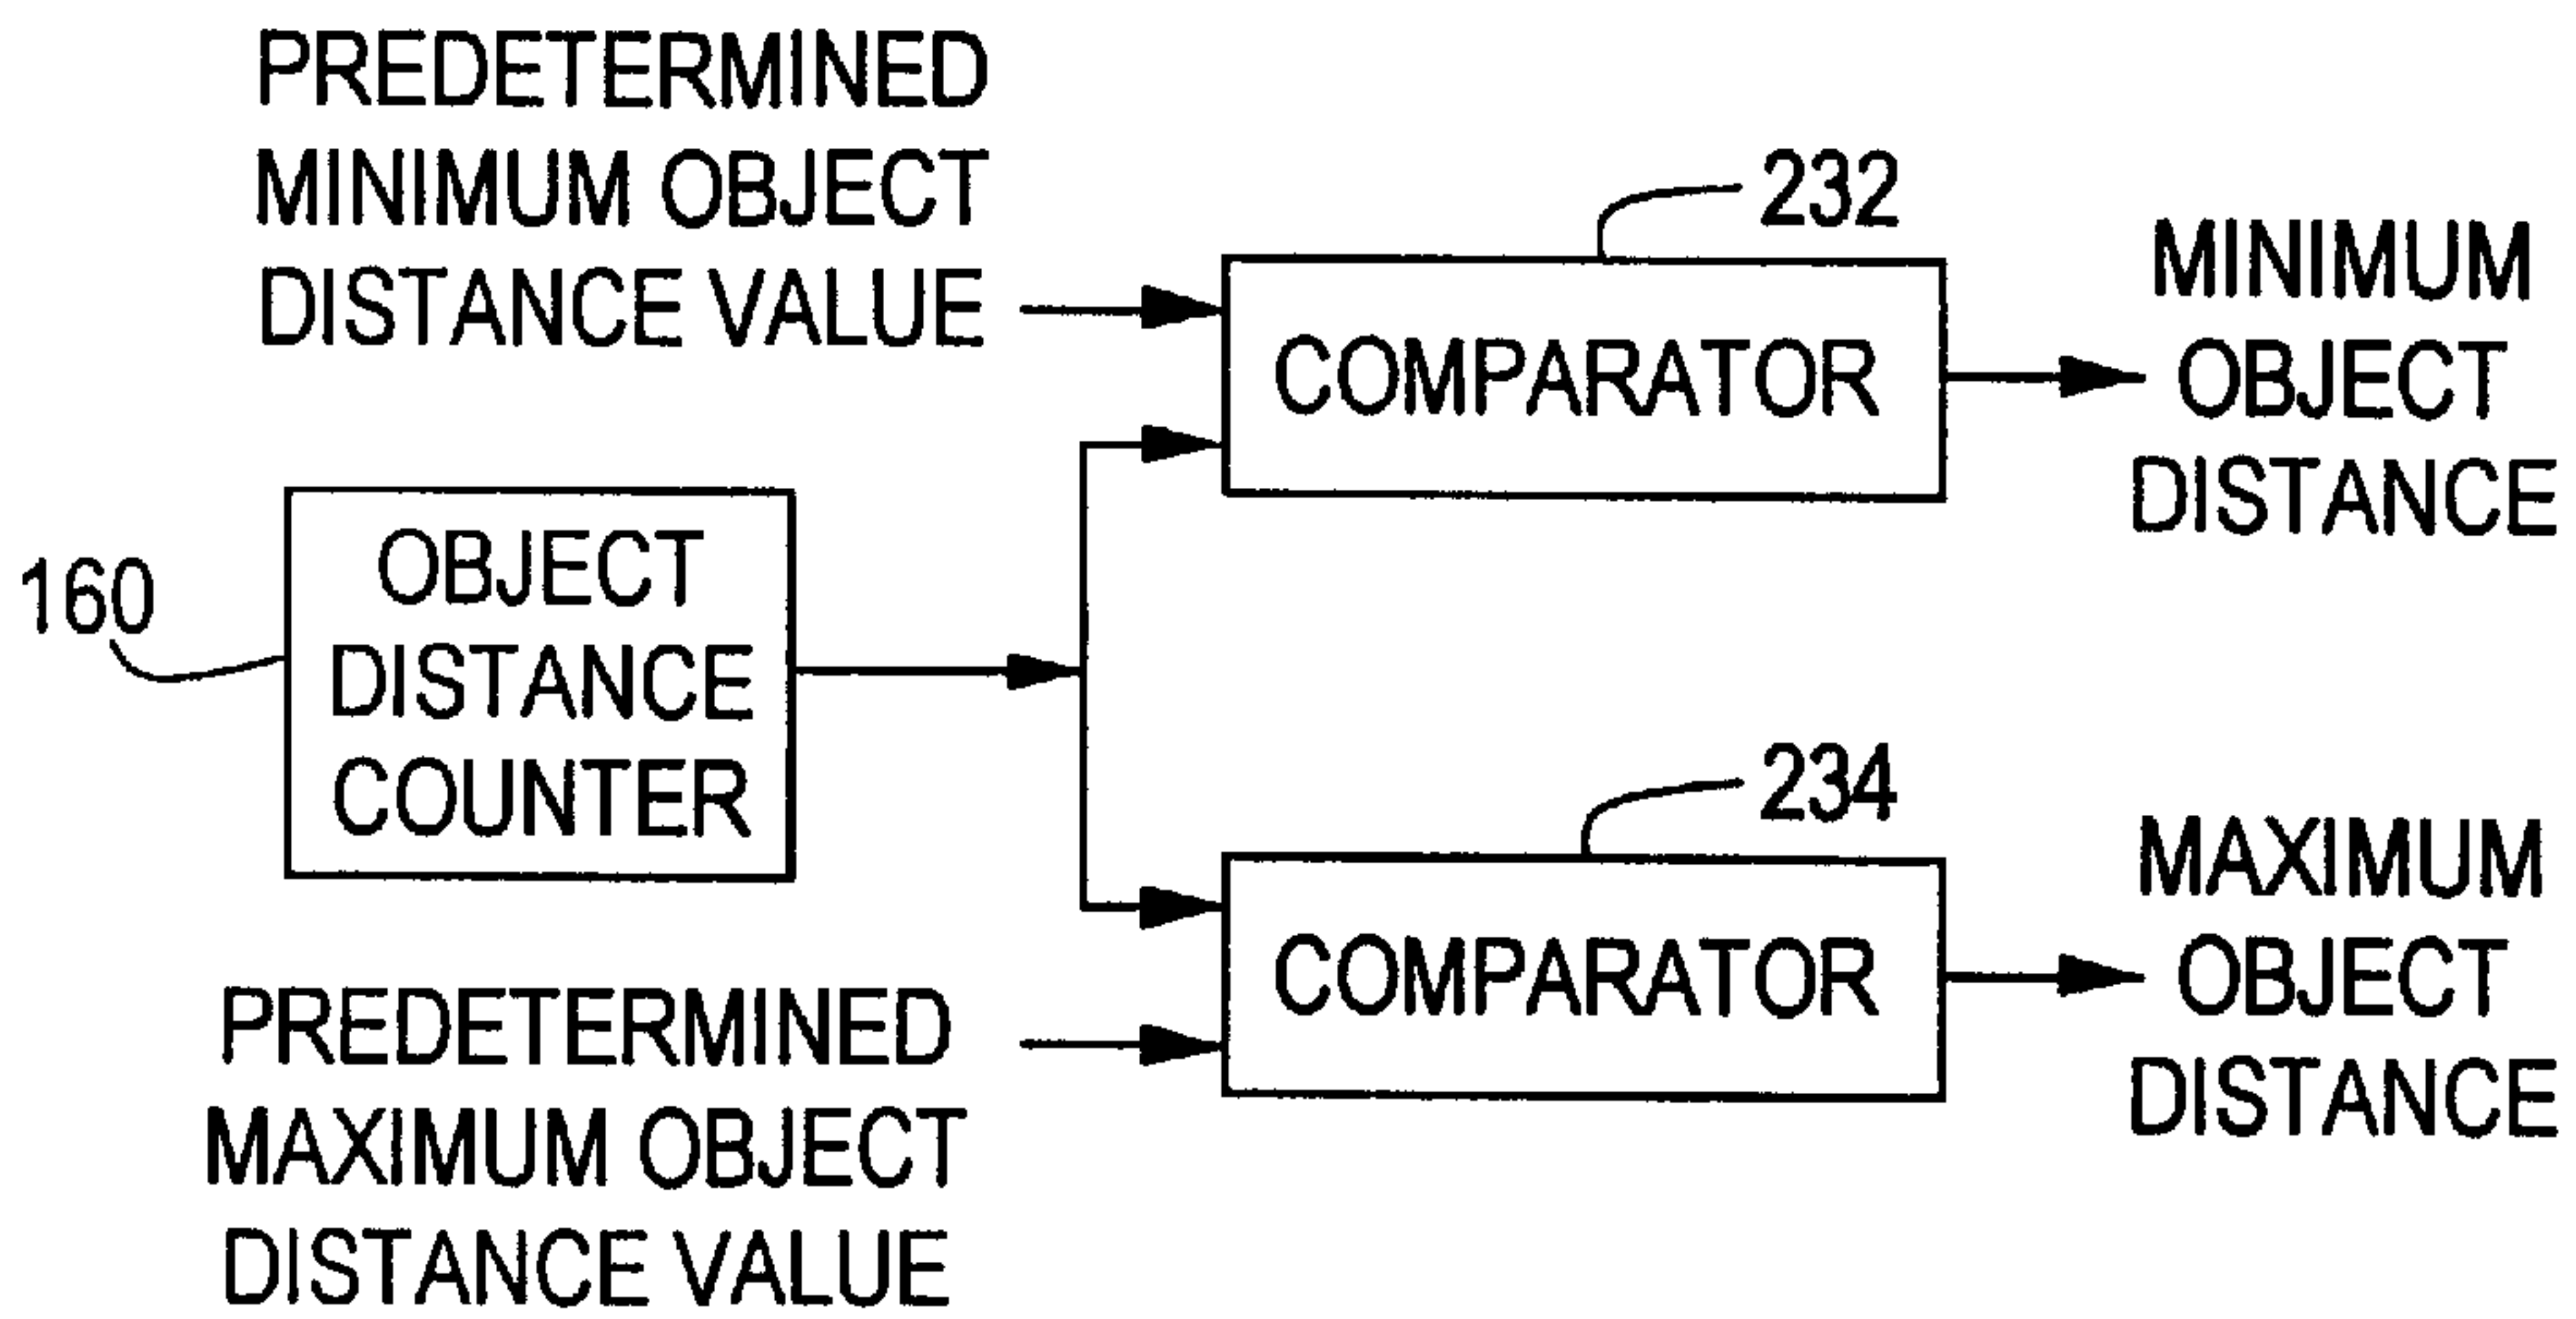 PREDETERMINED
MINIMUM OBJECT
DISTANCE VALUE
232
COMPARATOR
MINIMUM
OBJECT
DISTANCE
160
OBJECT
DISTANCE
COUNTER
234
COMPARATOR
MAXIMUM
OBJECT
DISTANCE
PREDETERMINED
MAXIMUM OBJECT
DISTANCE VALUE